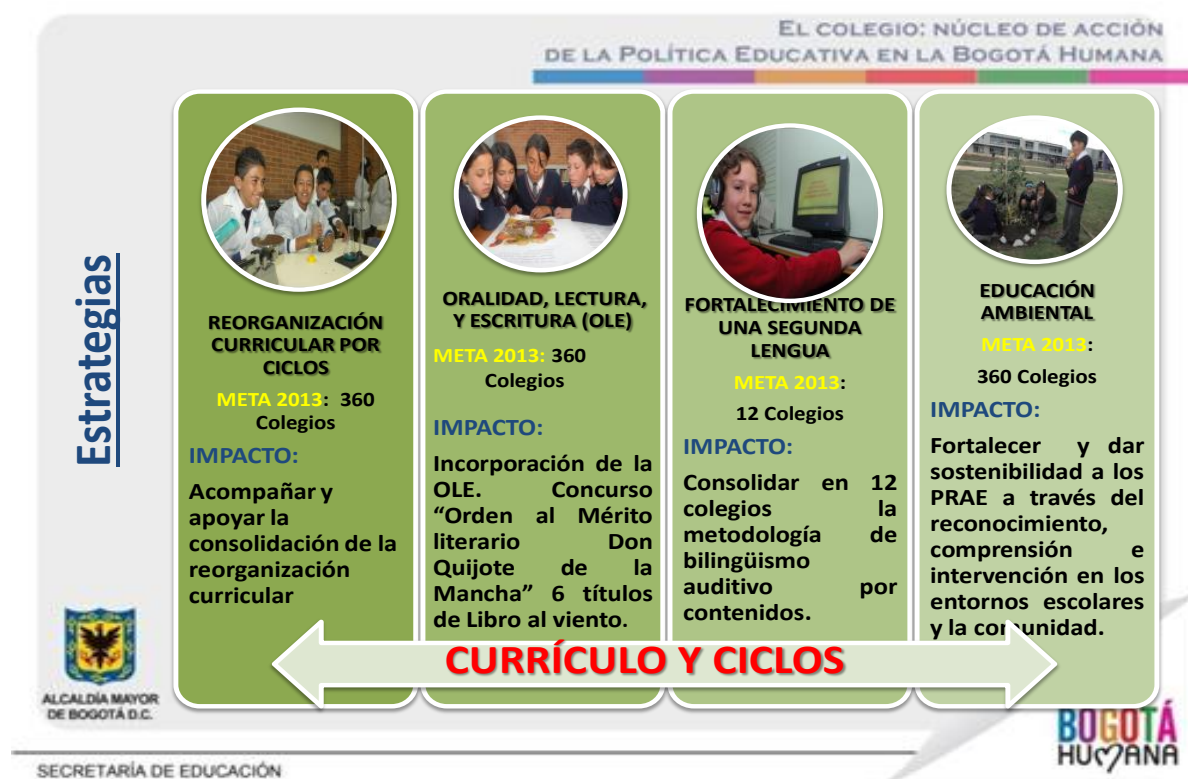 EL COLEGIO: NÚCLEO DE ACCIÓN
DE LA POLÍTICA EDUCATIVA EN LA BOGOTÁ HUMANA
Estrategias
REORGANIZACIÓN
CURRICULAR POR
CICLOS
META 2013: 360
Colegios
IMPACTO:
Acompañar y
apoyar la
consolidación de la
reorganización
curricular
ORALIDAD, LECTURA,
Y ESCRITURA (OLE)
META 2013: 360
Colegios
IMPACTO:
Incorporación de la
OLE. Concurso
“Orden al Mérito
literario Don
Quijote de la
Mancha” 6 títulos
de Libro al viento.
FORTALECIMIENTO DE
UNA SEGUNDA
LENGUA
META 2013:
12 Colegios
IMPACTO:
Consolidar en 12
colegios la
metodología de
bilingüismo
auditivo por
contenidos.
EDUCACIÓN
AMBIENTAL
META 2013:
360 Colegios
IMPACTO:
Fortalecer y dar
sostenibilidad a los
PRAE a través del
reconocimiento,
comprensión e
intervención en los
entornos escolares
y la comunidad.
CURRÍCULO Y CICLOS
ALCALDÍA MAYOR
DE BOGOTÁ D.C.
BOGOTÁ
HUMANA
SECRETARÍA DE EDUCACIÓN